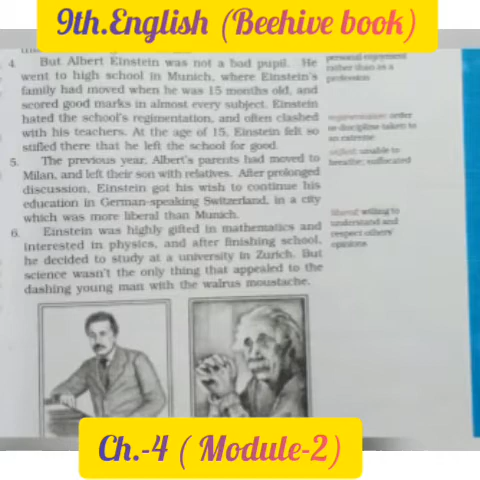 9th.English (Beehive book)
4. But Albert Einstein was not a bad pupil. He
went to high school in Munich, where Einstein's
family had moved when he was 15 months old, and
scored good marks in almost every subject. Einstein
hated the school's regimentation, and often clashed
with his teachers. At the age of 15, Einstein felt so
stifled there that he left the school for good.
5. The previous year, Albert's parents had moved to
Milan, and left their son with relatives. After prolonged
discussion, Einstein got his wish to continue his
education in German-speaking Switzerland, in a city
which was more liberal than Munich.
6. Einstein was highly gifted in mathematics and
interested in physics, and after finishing school,
he decided to study at a university in Zurich. But
science wasn't the only thing that appealed to the
dashing young man with the walrus moustache.
personal enjoyment
rather than as a
profession
regimentation: order
or discipline taken to
an extreme
stifled: unable to
breathe; suffocated
liberal: willing to
understand and
respect others'
opinions
Ch.-4 ( Module-2)